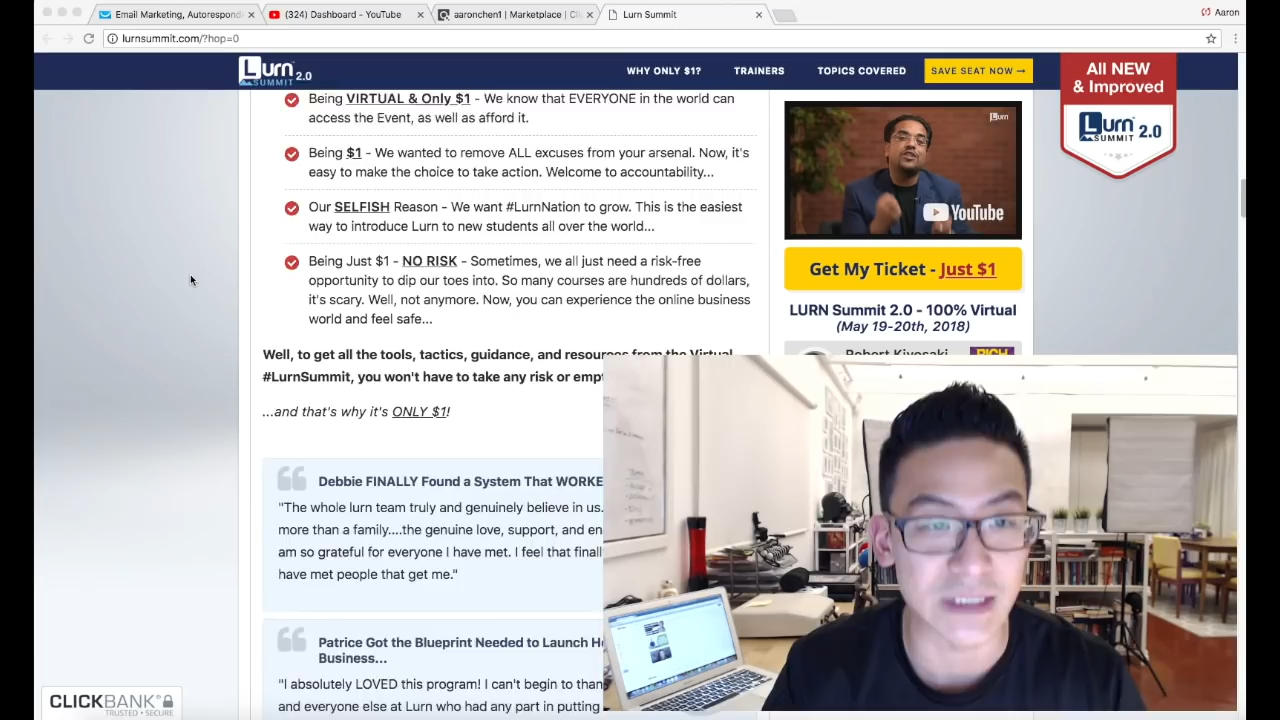 Email Marketing, Autorespond
(324) Dashboard - YouTube
aaronchen1 | Marketplace | Cli
Lurn Summit
Aaron
lurnsummit.com/?hop=0
Lurn
SUMMIT 2.0
WHY ONLY $1?
TRAINERS
TOPICS COVERED
SAVE SEAT NOW →
All NEW
& Improved
Lurn
SUMMIT 2.0
Being VIRTUAL & Only $1 - We know that EVERYONE in the world can
access the Event, as well as afford it.
Being $1 - We wanted to remove ALL excuses from your arsenal. Now, it's
easy to make a decision to take action. Welcome to accountability...
Our SELFISH Reason - We want #LurnNation to grow. This is the easiest
way to introduce Lurn to new students all over the world...
Being Just $1 - NO RISK - Sometimes, we all just need a risk-free
opportunity to dip our toes into. So many courses are hundreds of dollars,
it's scary. Well, not anymore. Now, you can experience the online business
world and feel safe...
Well, to get all the tools, tactics, guidance, and resources from the Virtual
#LurnSummit, you won't have to take any risk or
...and that's why it's ONLY $1!
Debbie FINALLY Found a System That WORKE
"The whole lurn team truly and genuinely believe in us.
more than a family....the genuine love, support, and en
am so grateful for everyone I have met. I feel that finall
have met people that get me."
Patrice Got the Blueprint Needed to Launch He
Business...
"I absolutely LOVED this program! I can't begin to than
and everyone else at Lurn who had any part in putting
Lurn
YouTube
Get My Ticket - Just $1
LURN Summit 2.0 - 100% Virtual
(May 19-20th, 2018)
Robert Kiyosaki
RICH
CLICKBANK
TRUSTED • SECURE